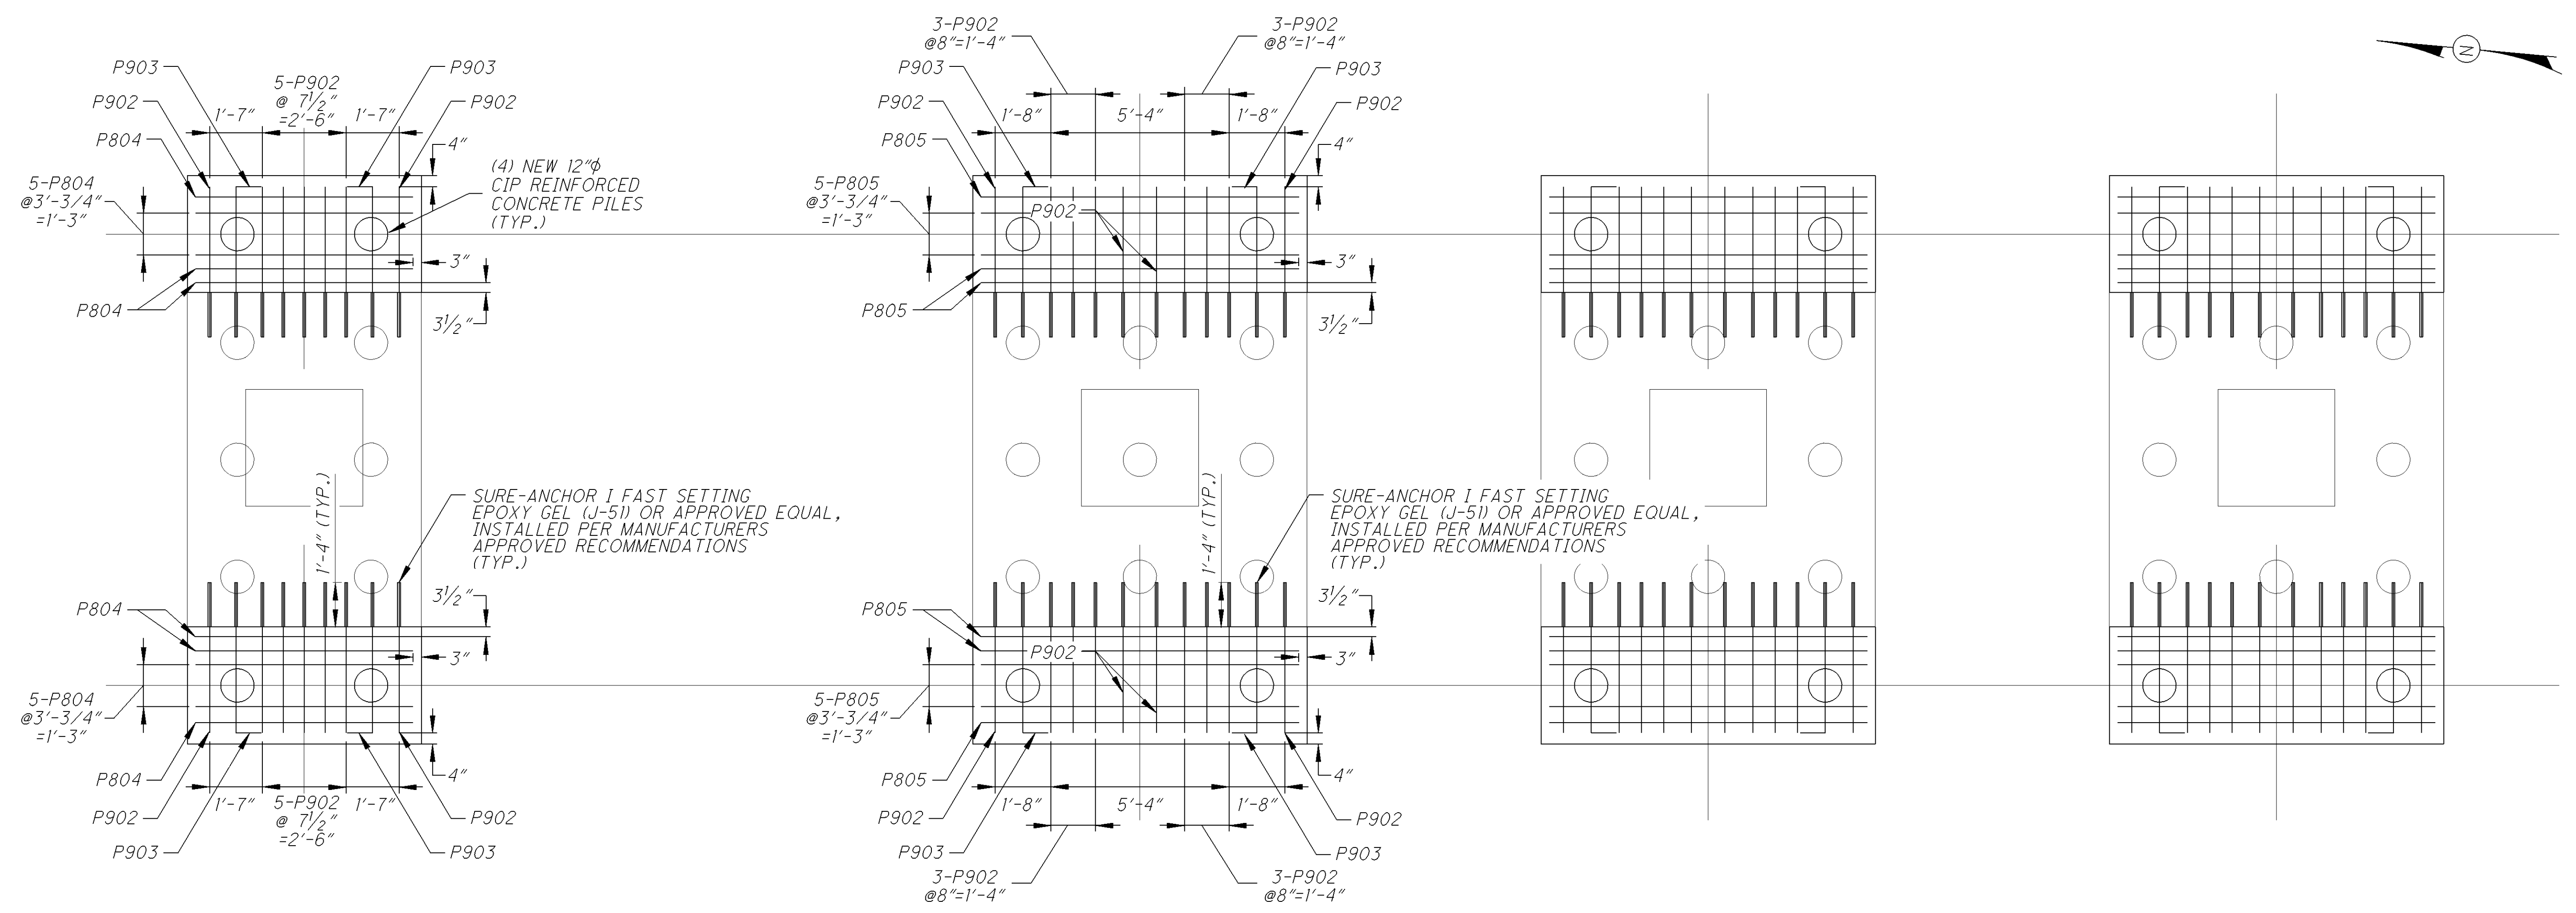 3-P902
@8"=1'-4"
3-P902
@8"=1'-4"
N
P903
5-P902
@ 7½"
=2'-6"
P903
P902
1'-7"
1'-7"
P902
P804
4"
(4) NEW 12"ϕ
CIP REINFORCED
CONCRETE PILES
(TYP.)
5-P804
@3'-3/4"
=1'-3"
3"
P804
3½"
P903
P903
P902
1'-8"
5'-4"
1'-8"
P902
P805
4"
5-P805
@3'-3/4"
=1'-3"
P902
3"
P805
3½"
1'-4" (TYP.)
SURE-ANCHOR I FAST SETTING
EPOXY GEL (J-51) OR APPROVED EQUAL,
INSTALLED PER MANUFACTURERS
APPROVED RECOMMENDATIONS
(TYP.)
1'-4" (TYP.)
SURE-ANCHOR I FAST SETTING
EPOXY GEL (J-51) OR APPROVED EQUAL,
INSTALLED PER MANUFACTURERS
APPROVED RECOMMENDATIONS
(TYP.)
P804
3½"
3"
5-P804
@3'-3/4"
=1'-3"
P804
4"
P902
1'-7"
5-P902
@ 7½"
=2'-6"
1'-7"
P902
P903
P903
P805
3½"
P902
3"
5-P805
@3'-3/4"
=1'-3"
P805
4"
P902
1'-8"
5'-4"
1'-8"
P902
P903
P903
3-P902
@8"=1'-4"
3-P902
@8"=1'-4"